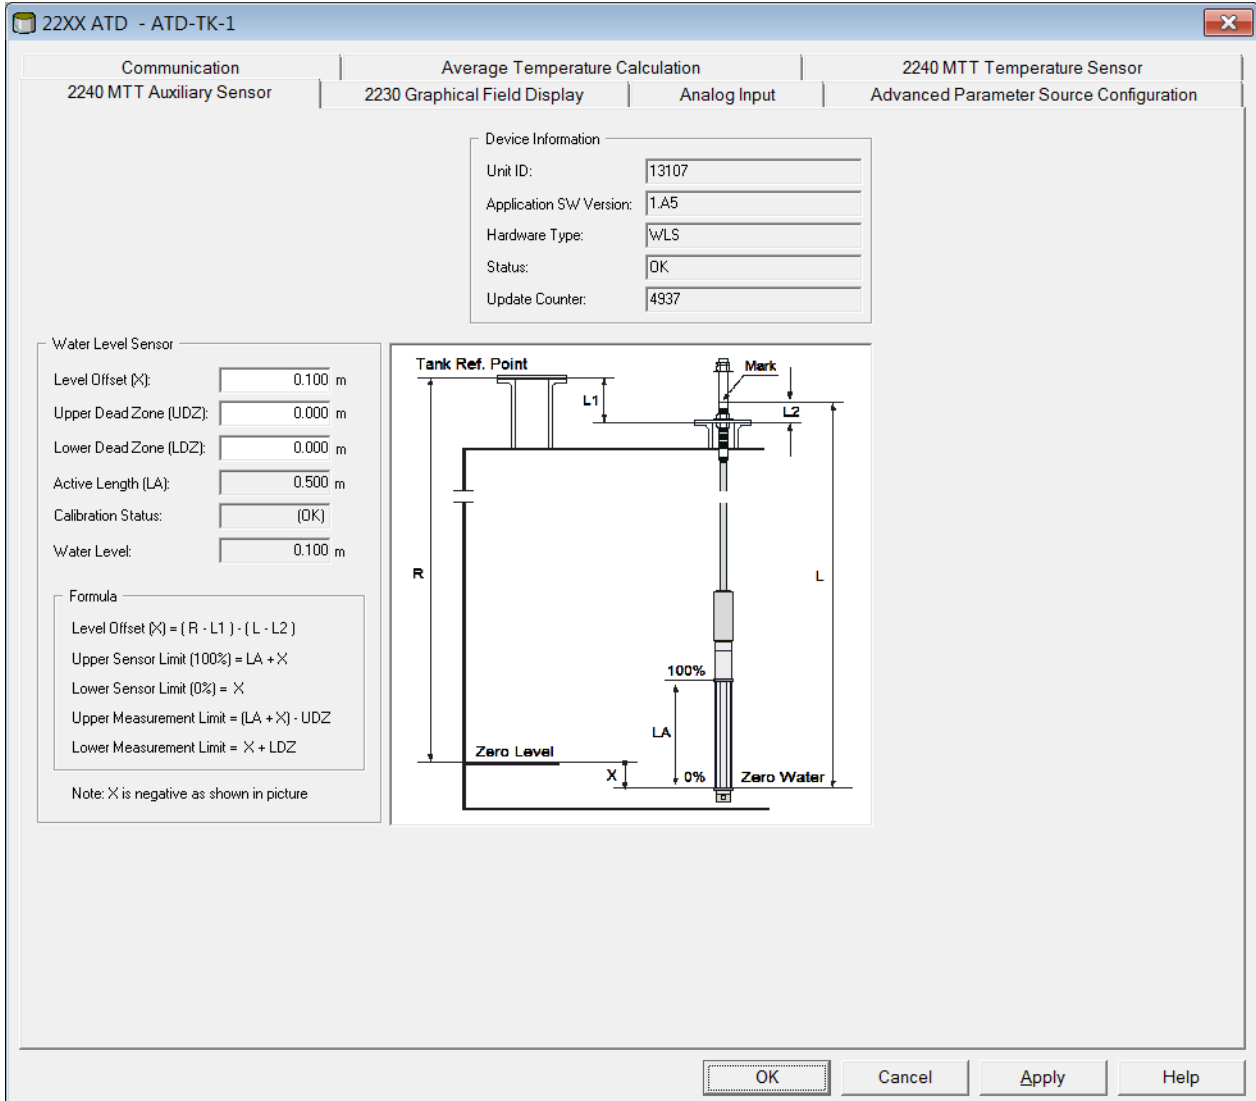 22XX ATD - ATD-TK-1
Communication
Average Temperature Calculation
2240 MTT Temperature Sensor
2240 MTT Auxiliary Sensor
2230 Graphical Field Display
Analog Input
Advanced Parameter Source Configuration
Device Information
Unit ID: 13107
Application SW Version: 1.A5
Hardware Type: WLS
Status: OK
Update Counter: 4937
Water Level Sensor
Level Offset (X): 0.100 m
Upper Dead Zone (UDZ): 0.000 m
Lower Dead Zone (LDZ): 0.000 m
Active Length (LA): 0.500 m
Calibration Status: (OK)
Water Level: 0.100 m
Formula
Level Offset (X) = ( R - L1 ) - ( L - L2 )
Upper Sensor Limit (100%) = LA + X
Lower Sensor Limit (0%) = X
Upper Measurement Limit = (LA + X) - UDZ
Lower Measurement Limit = X + LDZ
Note: X is negative as shown in picture
Tank Ref. Point
Mark
L1
L2
R
L
100%
LA
Zero Level
X
0%
Zero Water
OK
Cancel
Apply
Help